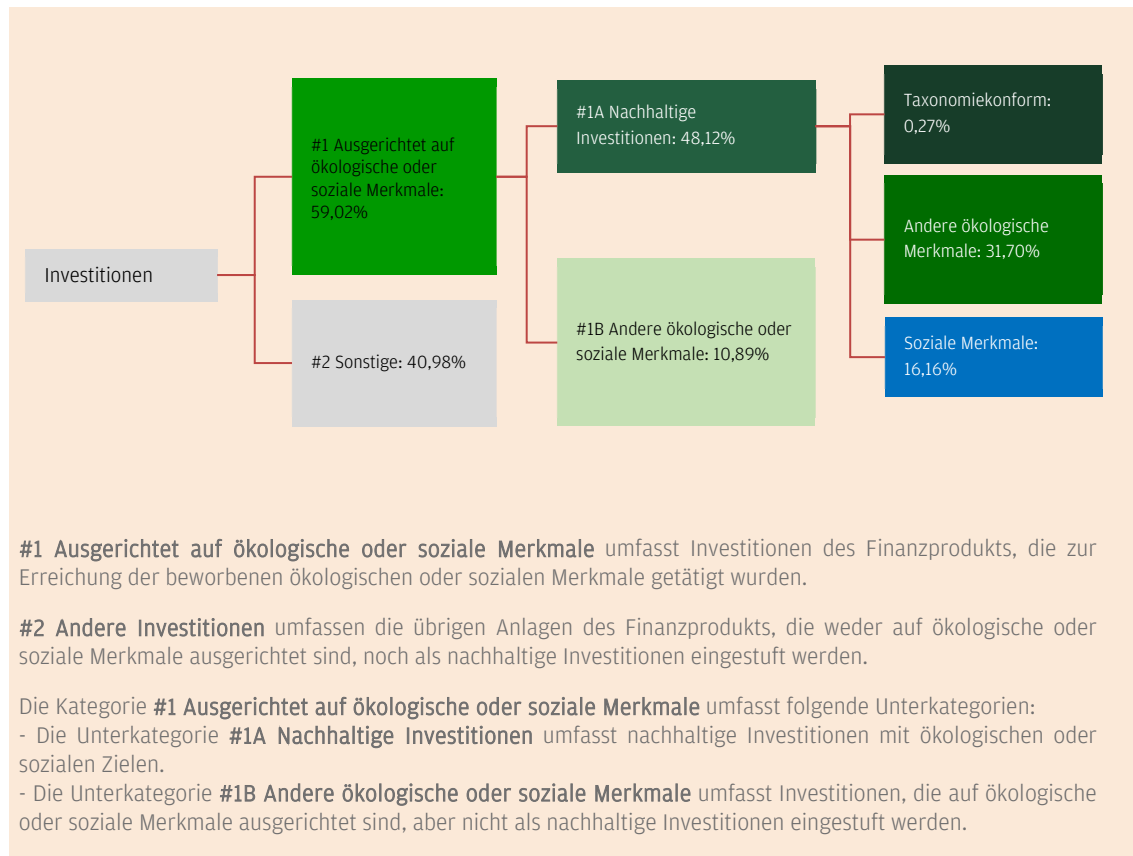 Investitionen
#1 Ausgerichtet auf
ökologische oder
soziale Merkmale:
59,02%
#2 Sonstige: 40,98%
#1A Nachhaltige
Investitionen: 48,12%
#1B Andere ökologische oder
soziale Merkmale: 10,89%
Taxonomiekonform:
0,27%
Andere ökologische
Merkmale: 31,70%
Soziale Merkmale:
16,16%
#1 Ausgerichtet auf ökologische oder soziale Merkmale umfasst Investitionen des Finanzprodukts, die zur
Erreichung der beworbenen ökologischen oder sozialen Merkmale getätigt wurden.
#2 Andere Investitionen umfassen die übrigen Anlagen des Finanzprodukts, die weder auf ökologische oder
soziale Merkmale ausgerichtet sind, noch als nachhaltige Investitionen eingestuft werden.
Die Kategorie #1 Ausgerichtet auf ökologische oder soziale Merkmale umfasst folgende Unterkategorien:
- Die Unterkategorie #1A Nachhaltige Investitionen umfasst nachhaltige Investitionen mit ökologischen oder
sozialen Zielen.
- Die Unterkategorie #1B Andere ökologische oder soziale Merkmale umfasst Investitionen, die auf ökologische
oder soziale Merkmale ausgerichtet sind, aber nicht als nachhaltige Investitionen eingestuft werden.